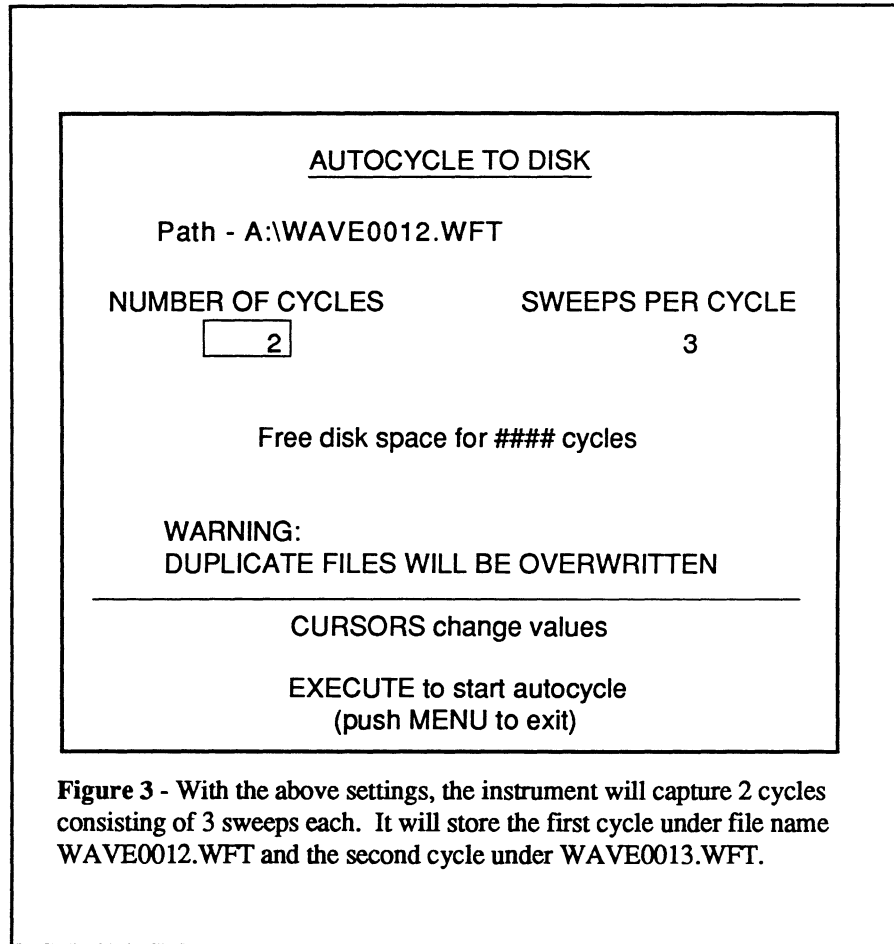 AUTOCYCLE TO DISK
Path - A:\WAVE0012.WFT
NUMBER OF CYCLES SWEEPS PER CYCLE
2 3
Free disk space for #### cycles
WARNING:
DUPLICATE FILES WILL BE OVERWRITTEN
CURSORS change values
EXECUTE to start autocycle
(push MENU to exit)
Figure 3 - With the above settings, the instrument will capture 2 cycles
consisting of 3 sweeps each. It will store the first cycle under file name
WAVE0012.WFT and the second cycle under WAVE0013.WFT.